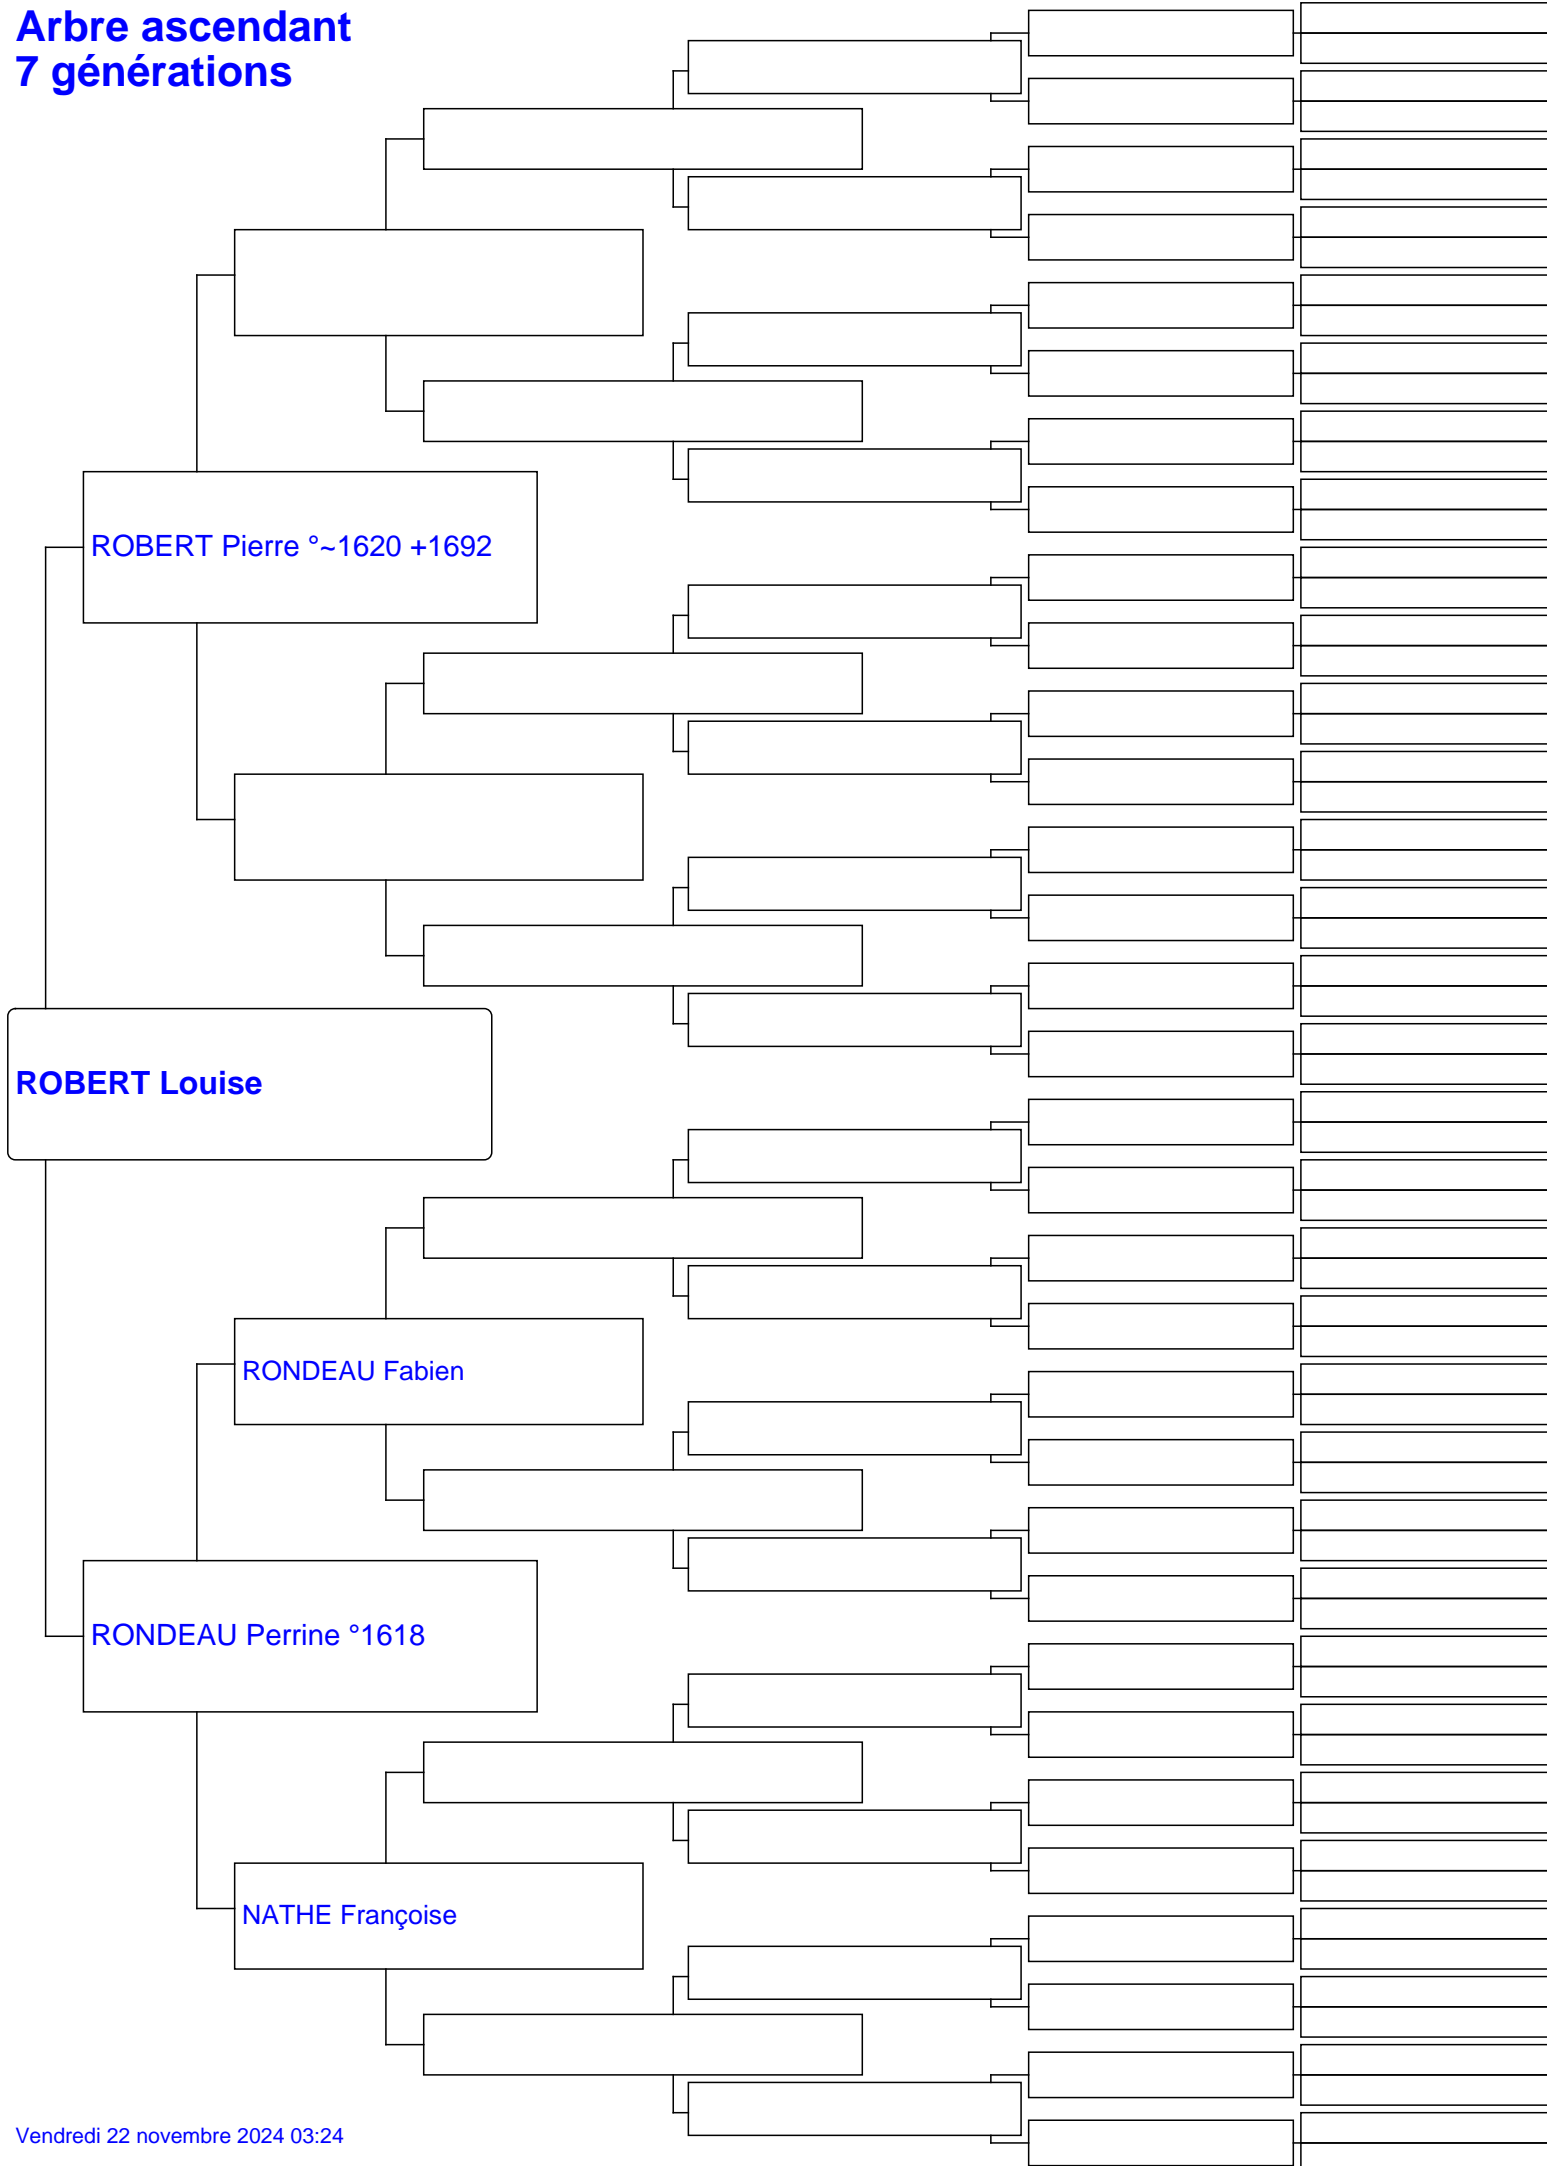 Arbre ascendant
7 générations
ROBERT Pierre °~1620 +1692
ROBERT Louise
RONDEAU Fabien
RONDEAU Perrine °1618
NATHE Françoise
Vendredi 22 novembre 2024 03:24